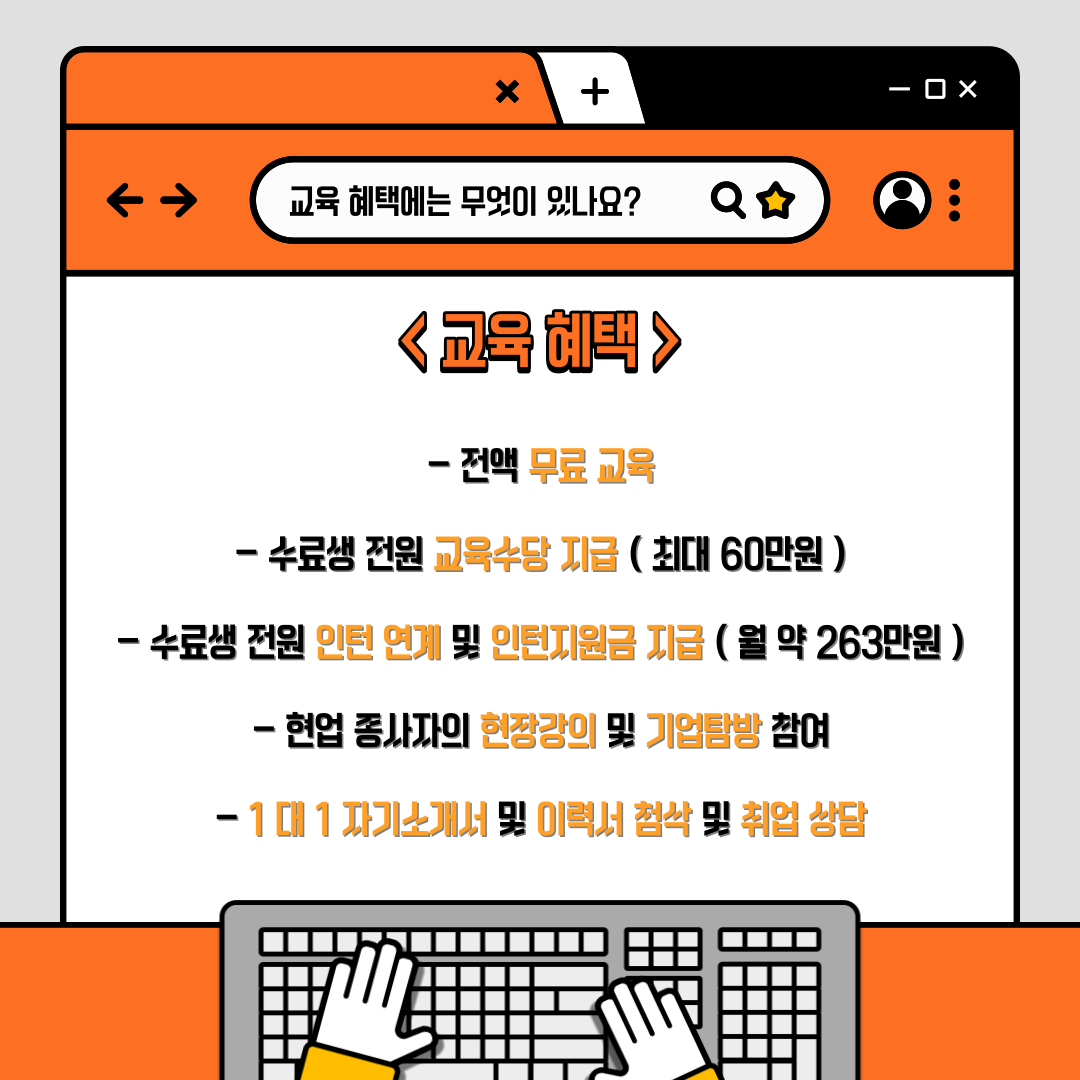 교육 혜택에는 무엇이 있나요?
< 교육 혜택 >
- 전액 무료 교육
- 수료생 전원 교육수당 지급 ( 최대 60만원 )
- 수료생 전원 인턴 연계 및 인턴지원금 지급 ( 월 약 263만원 )
- 현업 종사자의 현장강의 및 기업탐방 참여
- 1 대 1 자기소개서 및 이력서 첨삭 및 취업 상담